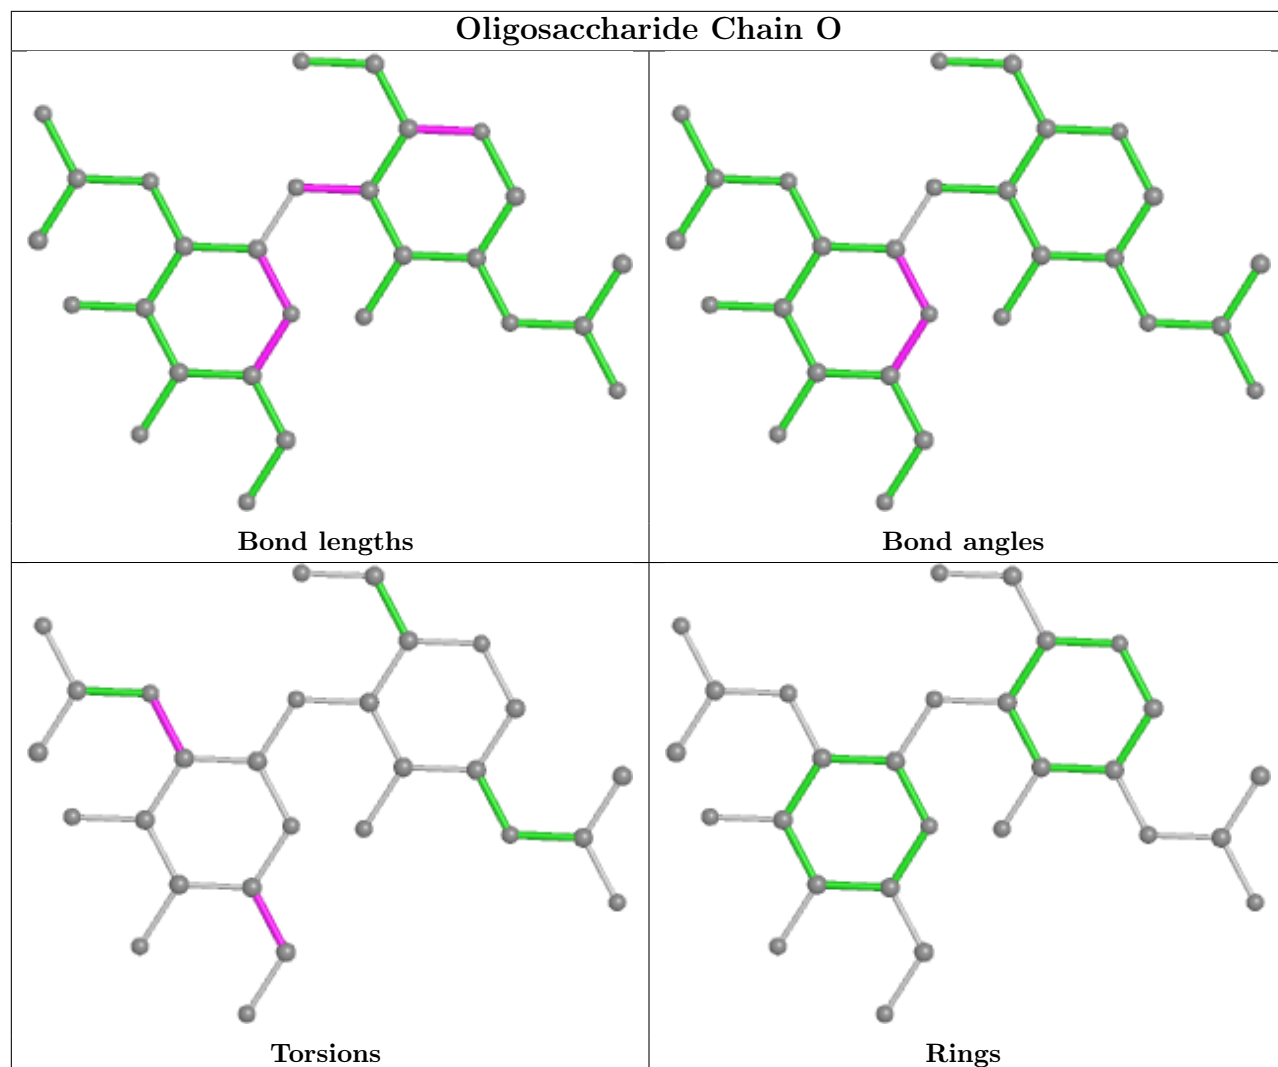 Oligosaccharide Chain O
Bond lengths
Bond angles
Torsions
Rings